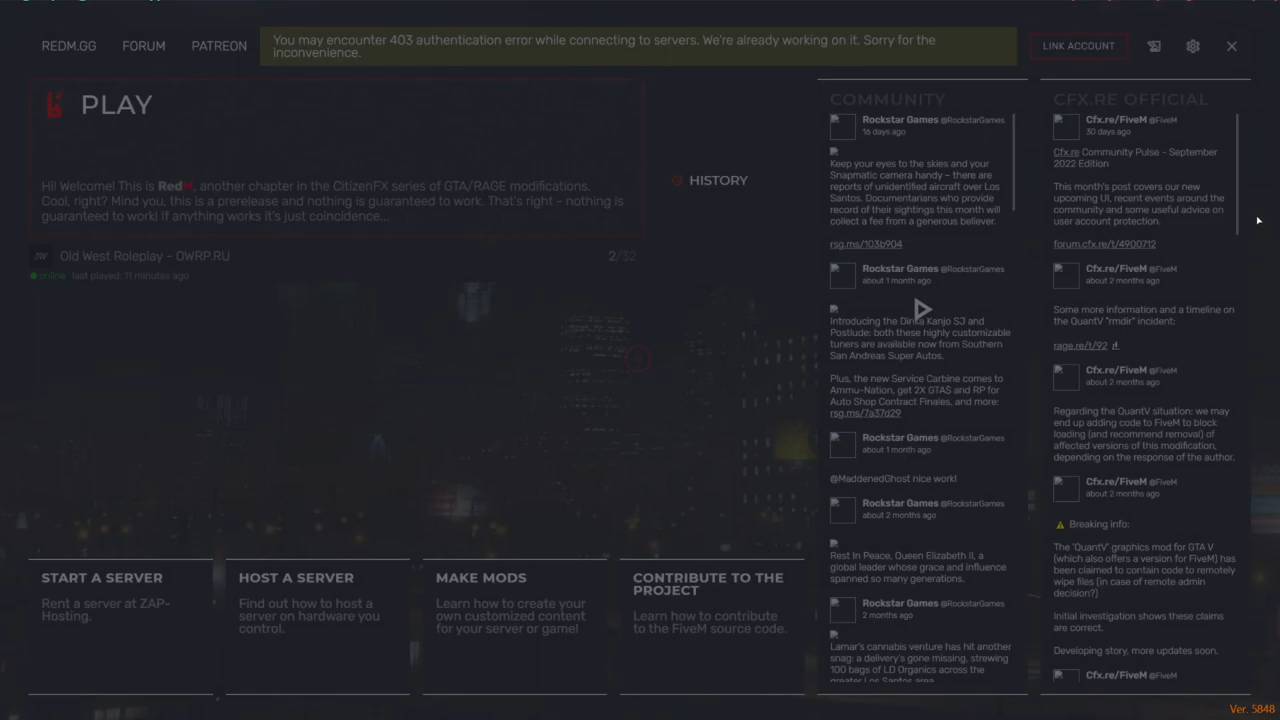 REDM.GG FORUM PATREON
You may encounter 403 authentication error while connecting to servers. We're already working on it. Sorry for the
inconvenience.
LINK ACCOUNT
PLAY
Hi! Welcome! This is RedM, another chapter in the CitizenFX series of GTA/RAGE modifications.
Cool, right? Mind you, this is a prerelease and nothing is guaranteed to work. That's right – nothing is
guaranteed to work! If anything works it's just coincidence...
HISTORY
OW Old West Roleplay - OWRP.RU 2/32
online last played: 71 minutes ago
START A SERVER
Rent a server at ZAP-
Hosting.
HOST A SERVER
Find out how to host a
server on hardware you
control.
MAKE MODS
Learn how to create your
own customized content
for your server or game!
CONTRIBUTE TO THE
PROJECT
Learn how to contribute
to the FiveM source code.
COMMUNITY
Rockstar Games @RockstarGames
16 days ago
Keep your eyes to the skies and your
Snapmatic camera handy – there are
reports of unidentified aircraft over Los
Santos. Documentarians who provide
record of their sightings this month will
collect a fee from a generous believer.
rsg.ms/103b904
Rockstar Games @RockstarGames
about 1 month ago
Introducing the Dinka Kanjo SJ and
Postlude: both these highly customizable
tuners are available now from Southern
San Andreas Super Autos.
Plus, the new Service Carbine comes to
Ammu-Nation, get 2X GTA$ and RP for
Auto Shop Contract Finales, and more:
rsg.ms/7a37d29
Rockstar Games @RockstarGames
about 1 month ago
@MaddenedGhost nice work!
Rockstar Games @RockstarGames
about 2 months ago
Rest In Peace, Queen Elizabeth II, a
global leader whose grace and influence
spanned so many generations.
Rockstar Games @RockstarGames
2 months ago
Lamar's cannabis venture has hit another
snag: a delivery's gone missing, strewing
100 bags of LD Organics across the
greater Los Santos area.
CFX.RE OFFICIAL
Cfx.re/FiveM @FiveM
30 days ago
Cfx.re Community Pulse – September
2022 Edition
This month's post covers our new
upcoming UI, recent events around the
community and some useful advice on
user account protection.
forum.cfx.re/t/4900712
Cfx.re/FiveM @FiveM
about 2 months ago
Some more information and a timeline on
the QuantV "rmdir" incident:
rage.re/t/92
Cfx.re/FiveM @FiveM
about 2 months ago
Regarding the QuantV situation: we may
end up adding code to FiveM to block
loading (and recommend removal) of
affected versions of this modification,
depending on the response of the author.
Cfx.re/FiveM @FiveM
about 2 months ago
⚠ Breaking info:
The 'QuantV' graphics mod for GTA V
(which also offers a version for FiveM) has
been claimed to contain code to remotely
wipe files (in case of remote admin
decision?)
Initial investigation shows these claims
are correct.
Developing story, more updates soon.
Cfx.re/FiveM @FiveM
Ver. 5848